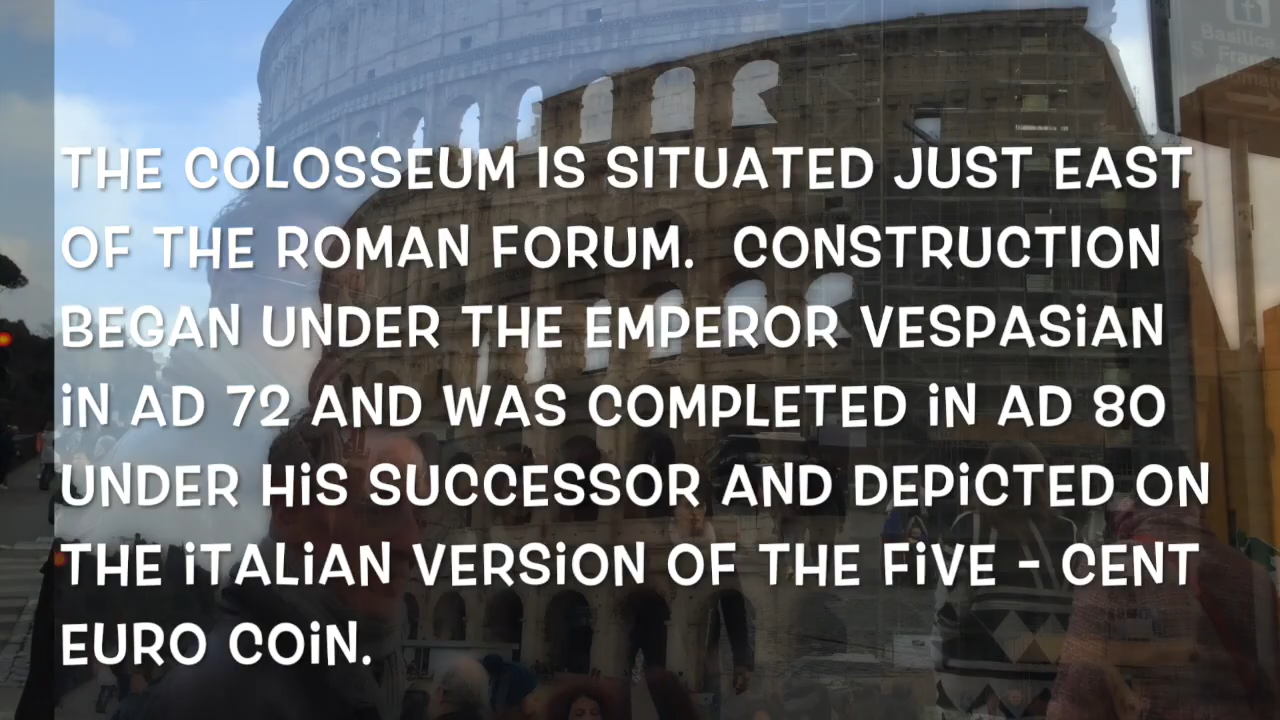 Basilica
S.
Fra
THE COLOSSEUM IS SITUATED JUST EAST
OF THE ROMAN FORUM. CONSTRUCTION
BEGAN UNDER THE EMPEROR VESPASiAN
iN AD 72 AND WAS COMPLETED iN AD 80
UNDER HiS SUCCESSOR AND DEPiCTED ON
THE iTALiAN VERSiON OF THE FiVE - CENT
EURO COiN.